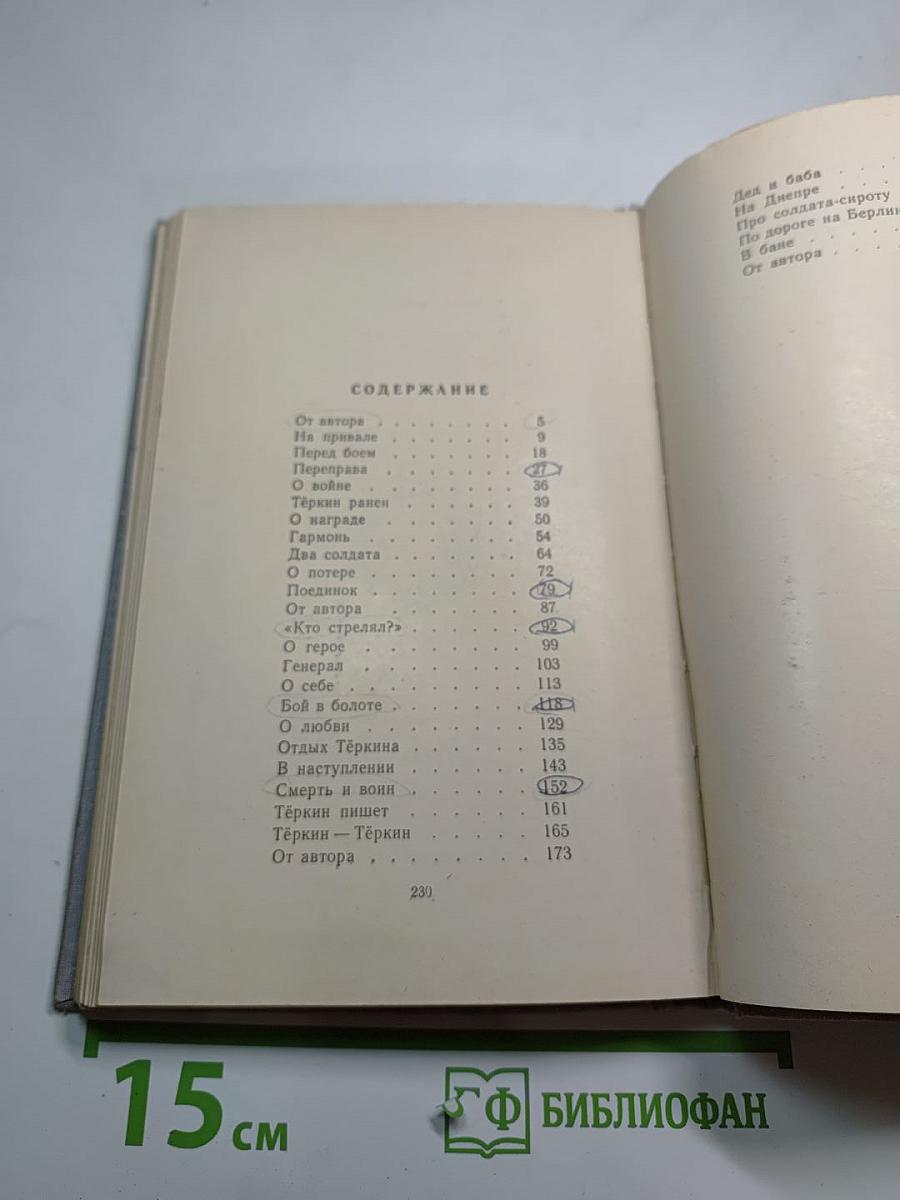 СОДЕРЖАНИЕ
От автора . . . . . . . . 5
На привале . . . . . . . 9
Перед боем . . . . . . . 18
Переправа . . . . . . . 27
О войне . . . . . . . . 36
Тёркин ранен . . . . . . 39
О награде . . . . . . . 50
Гармонь . . . . . . . . 54
Два солдата . . . . . . . 64
О потере . . . . . . . . 72
Поединок . . . . . . . . 79
От автора . . . . . . . 87
«Кто стрелял?» . . . . . . 92
О герое . . . . . . . . 99
Генерал . . . . . . . . 103
О себе . . . . . . . . . 113
Бой в болоте . . . . . . . 118
О любви . . . . . . . . 129
Отдых Тёркина . . . . . . 135
В наступлении . . . . . . 143
Смерть и воин . . . . . . 152
Тёркин пишет . . . . . . 161
Тёркин — Тёркин . . . . . 165
От автора . . . . . . . . 173
230
Дед и баба . . .
На Днепре . . .
Про солдата-сироту
По дороге на Берлин
В бане . . . .
От автора . . . .
15 см
БФ БИБЛИОФАН